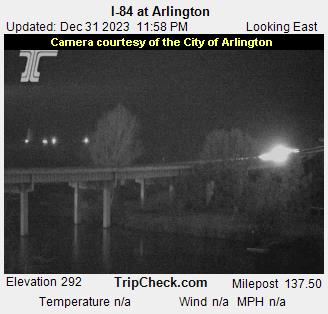 I-84 at Arlington
Updated: Dec 31 2023 11:58 PM Looking East
Camera courtesy of the City of Arlington
Elevation 292 TripCheck.com Milepost 137.50
Temperature n/a Wind n/a MPH n/a